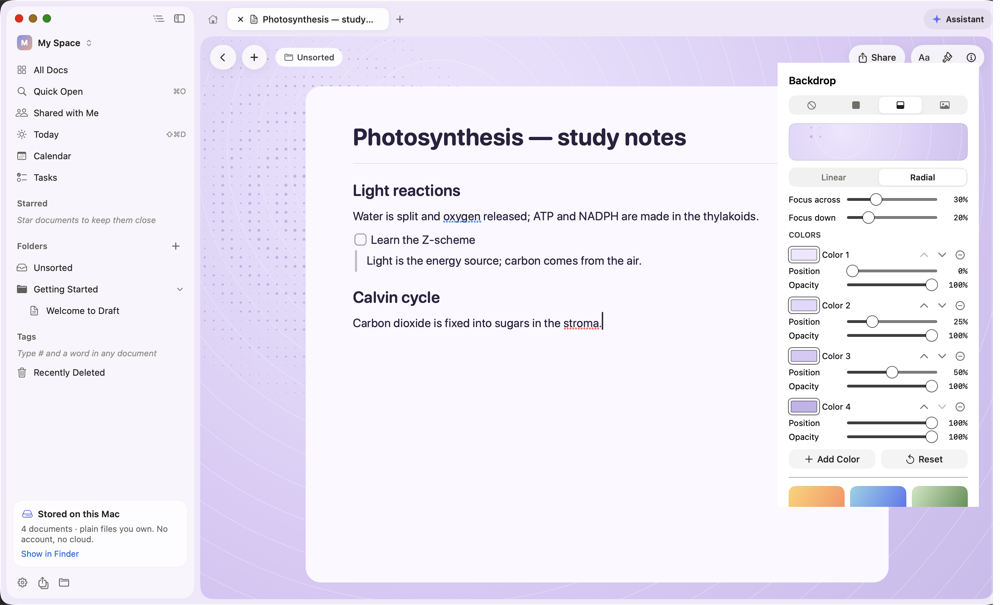 Photosynthesis — study...
Assistant
M My Space
All Docs
Quick Open ⌘O
Shared with Me
Today ⇧⌘D
Calendar
Tasks
Starred
Star documents to keep them close
Folders
Unsorted
Getting Started
Welcome to Draft
Tags
Type # and a word in any document
Recently Deleted
Stored on this Mac
4 documents · plain files you own. No
account, no cloud.
Show in Finder
Unsorted
Share
Aa
Photosynthesis — study notes
Light reactions
Water is split and oxygen released; ATP and NADPH are made in the thylakoids.
Learn the Z-scheme
Light is the energy source; carbon comes from the air.
Calvin cycle
Carbon dioxide is fixed into sugars in the stroma.
Backdrop
Linear Radial
Focus across 30%
Focus down 20%
COLORS
Color 1
Position 0%
Opacity 100%
Color 2
Position 25%
Opacity 100%
Color 3
Position 50%
Opacity 100%
Color 4
Position 100%
Opacity 100%
Add Color Reset